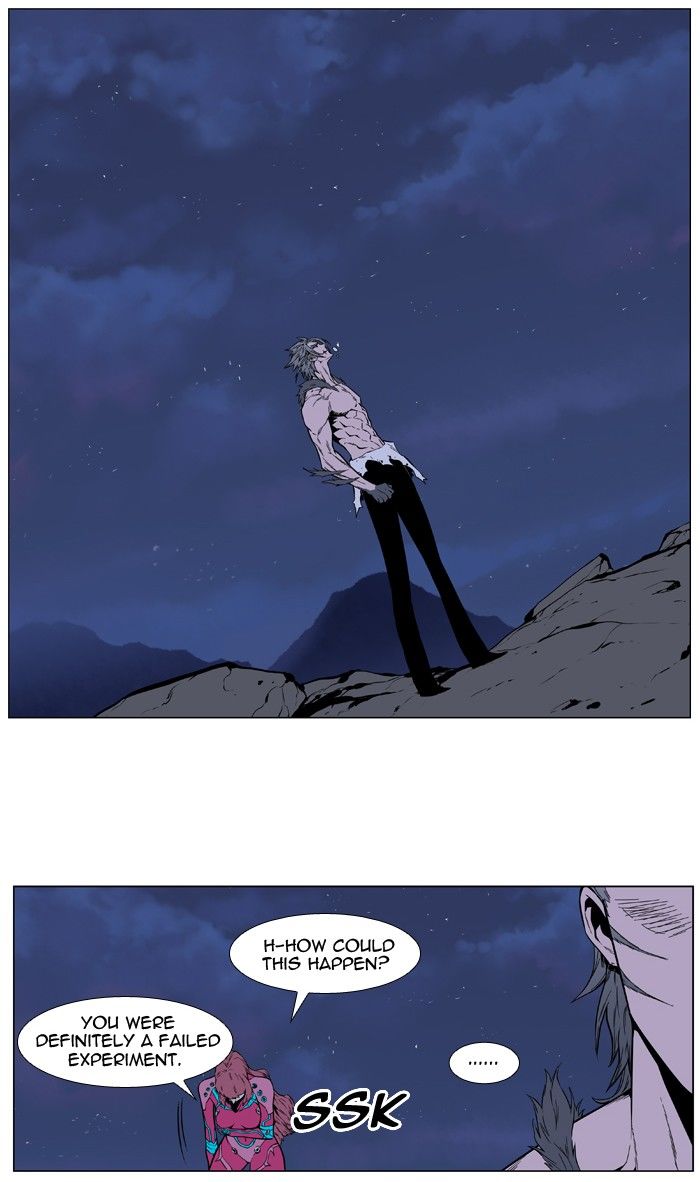 H-HOW COULD
THIS HAPPEN?
YOU WERE
DEFINITELY A FAILED
EXPERIMENT.
......
SSK